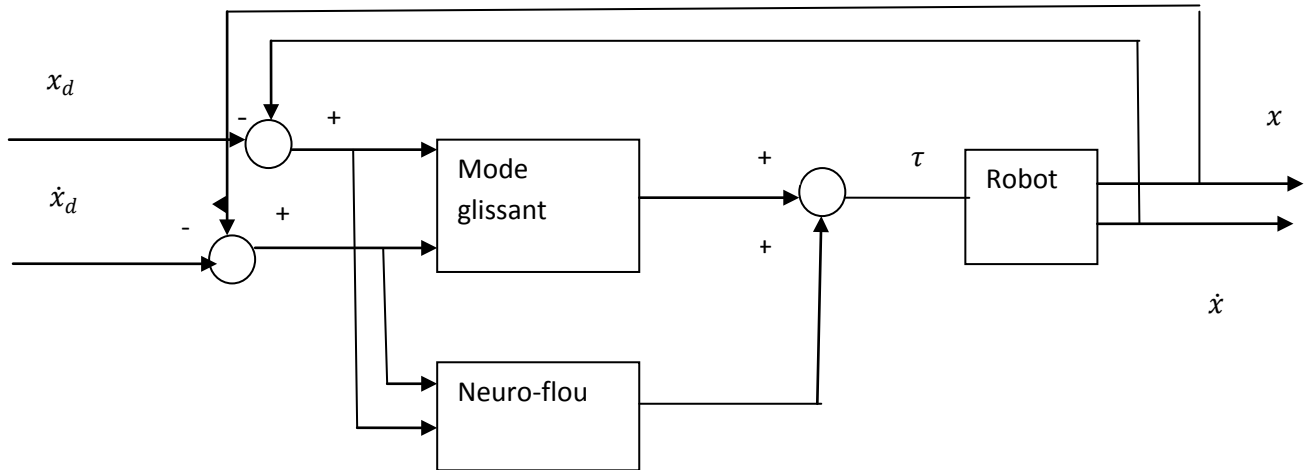 x_d
-
+
ẋ_d
-
+
Mode
glissant
+
+
τ
Robot
x
ẋ
Neuro-flou